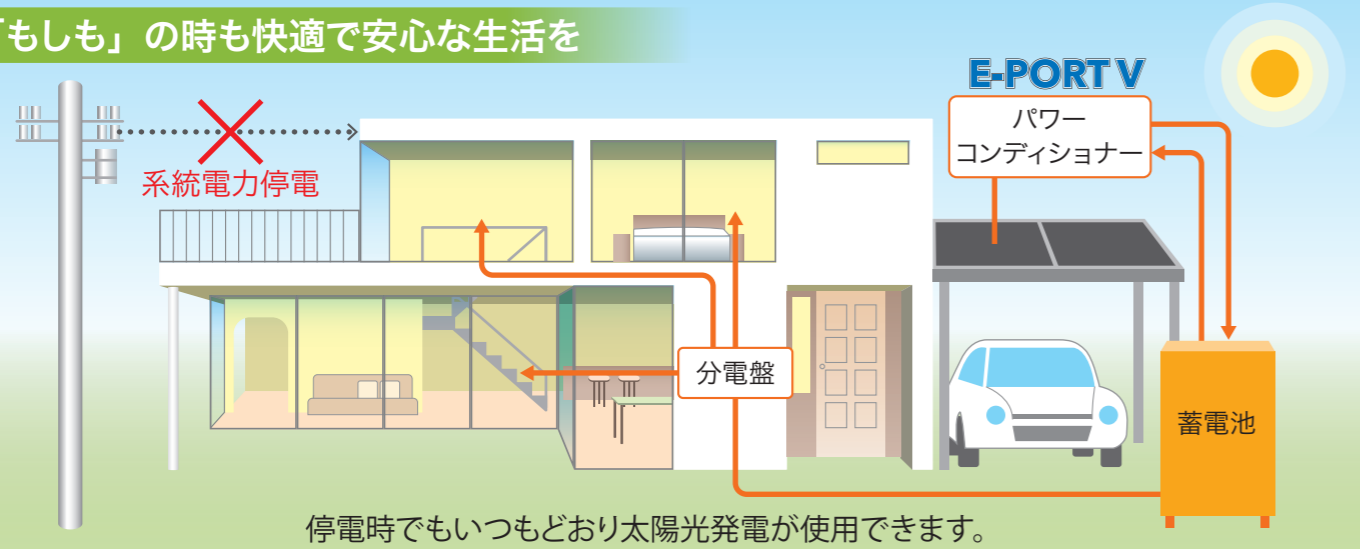 「もしも」の時も快適で安心な生活を
E-PORT V
パワー
コンディショナー
系統電力停電
分電盤
蓄電池
停電時でもいつもどおり太陽光発電が使用できます。